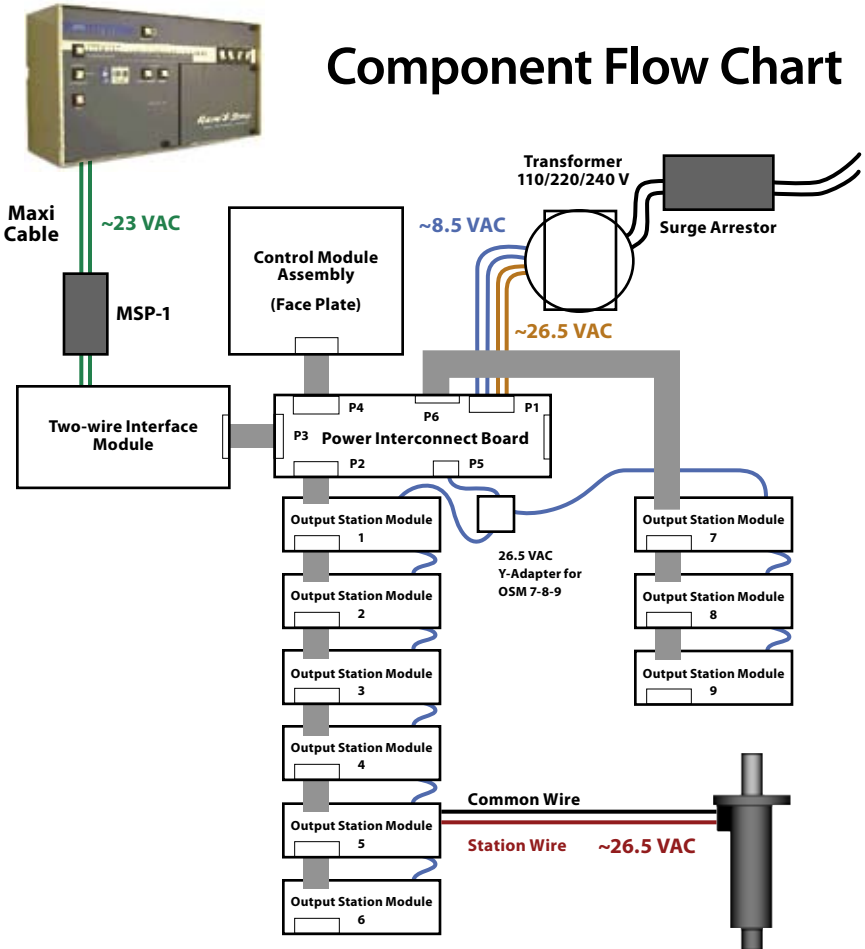 Component Flow Chart
Rain Bird
Transformer
110/220/240 V
Surge Arrestor
Maxi
Cable
~23 VAC
~8.5 VAC
Control Module
Assembly
(Face Plate)
MSP-1
~26.5 VAC
Two-wire Interface
Module
P4
P6
P1
P3
Power Interconnect Board
P2
P5
Output Station Module
1
26.5 VAC
Y-Adapter for
OSM 7-8-9
Output Station Module
7
Output Station Module
2
Output Station Module
8
Output Station Module
3
Output Station Module
9
Output Station Module
4
Output Station Module
5
Common Wire
Station Wire
~26.5 VAC
Output Station Module
6